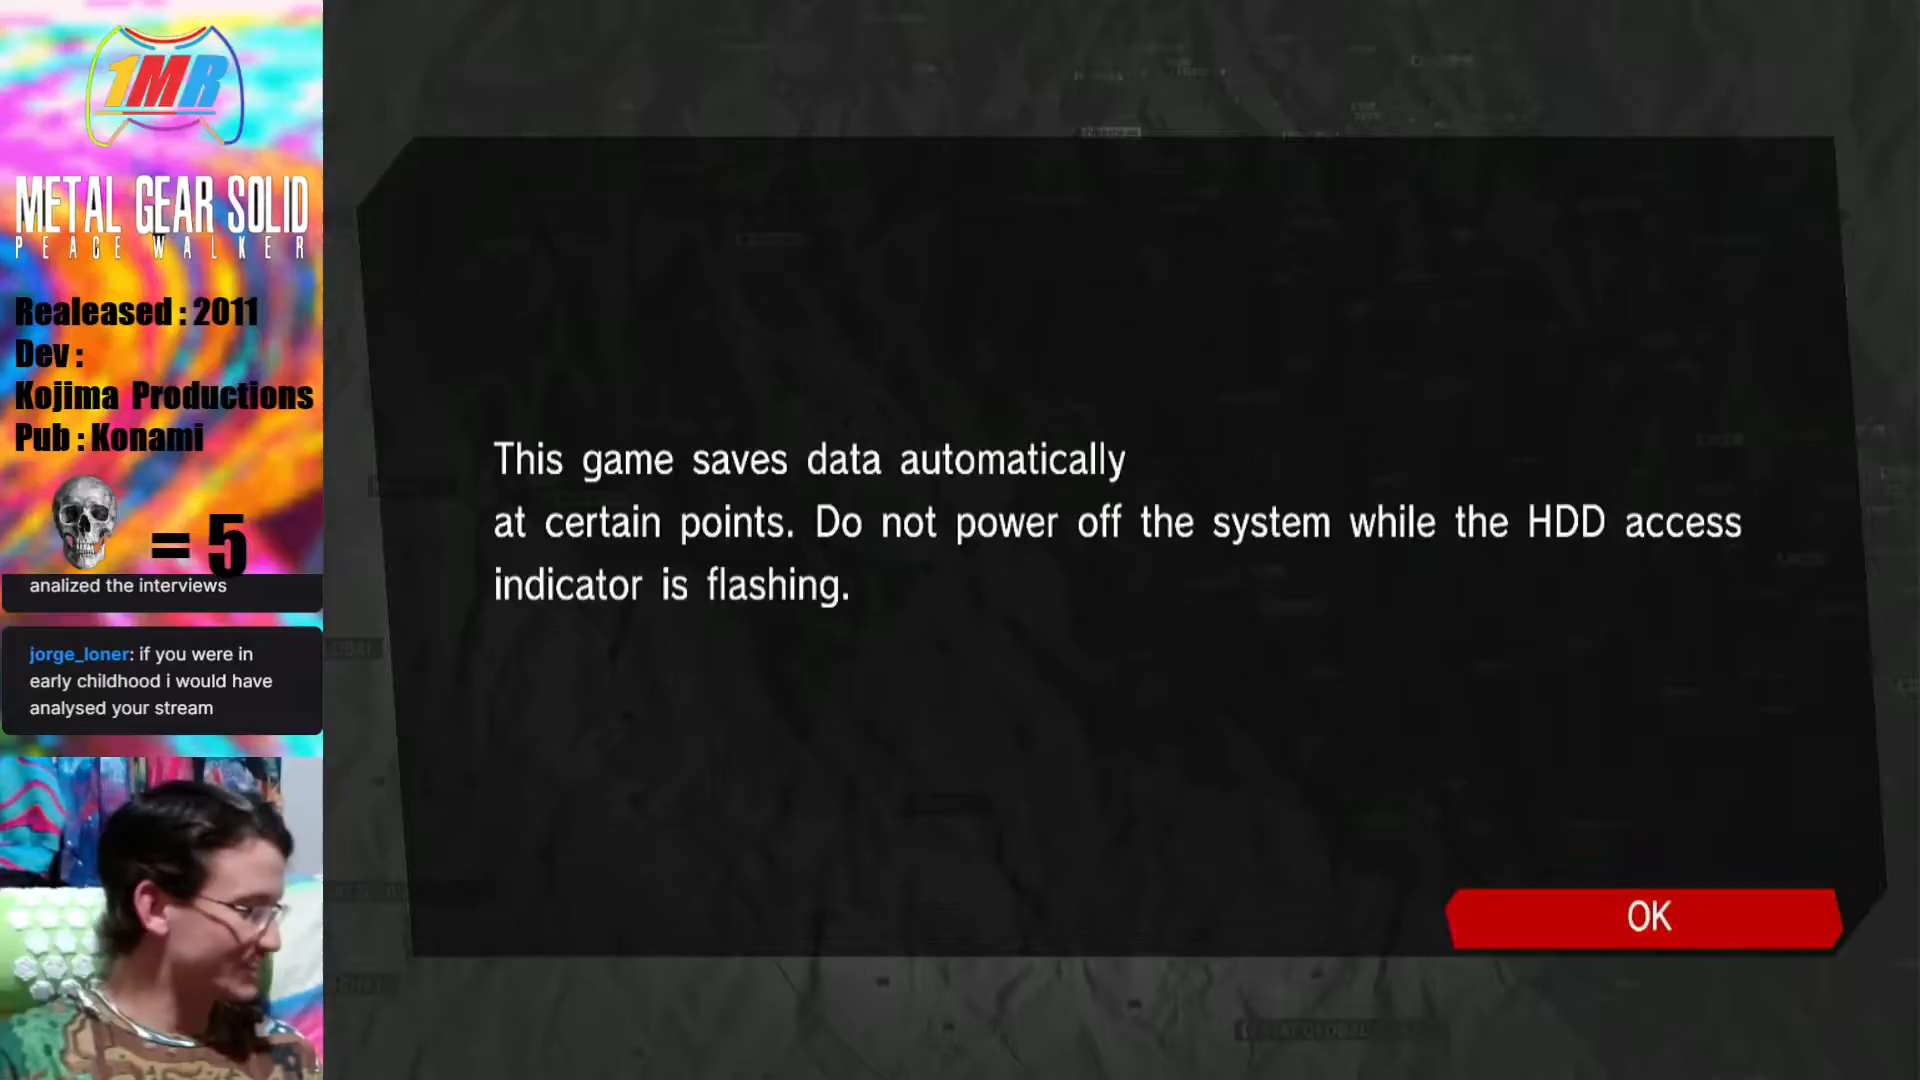 1MR
METAL GEAR SOLID
PEACE WALKER
Realeased : 2011
Dev :
Kojima Productions
Pub : Konami
= 5
analized the interviews
jorge_loner: if you were in
early childhood i would have
analysed your stream
This game saves data automatically
at certain points. Do not power off the system while the HDD access
indicator is flashing.
OK